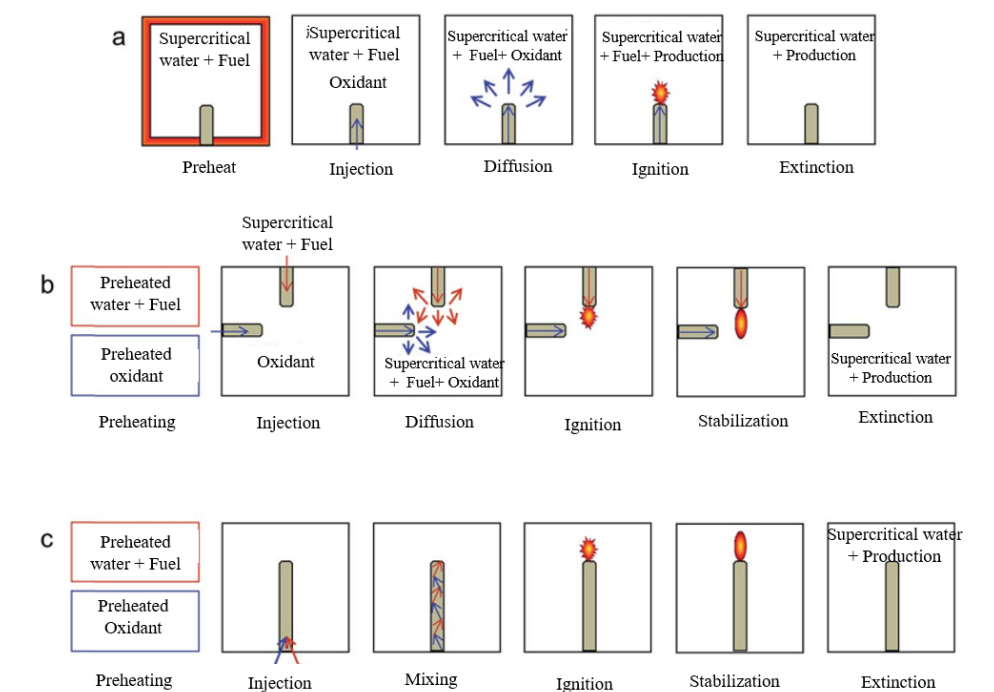 a
Supercritical
water + Fuel
Preheat
iSupercritical
water + Fuel
Oxidant
Injection
Supercritical water
+ Fuel+ Oxidant
Diffusion
Supercritical water
+ Fuel+ Production
Ignition
Supercritical water
+ Production
Extinction
b
Preheated
water + Fuel
Preheated
oxidant
Preheating
Supercritical
water + Fuel
Oxidant
Injection
Supercritical water
+ Fuel+ Oxidant
Diffusion
Ignition
Stabilization
Supercritical water
+ Production
Extinction
c
Preheated
water + Fuel
Preheated
Oxidant
Preheating
Injection
Mixing
Ignition
Stabilization
Supercritical water
+ Production
Extinction